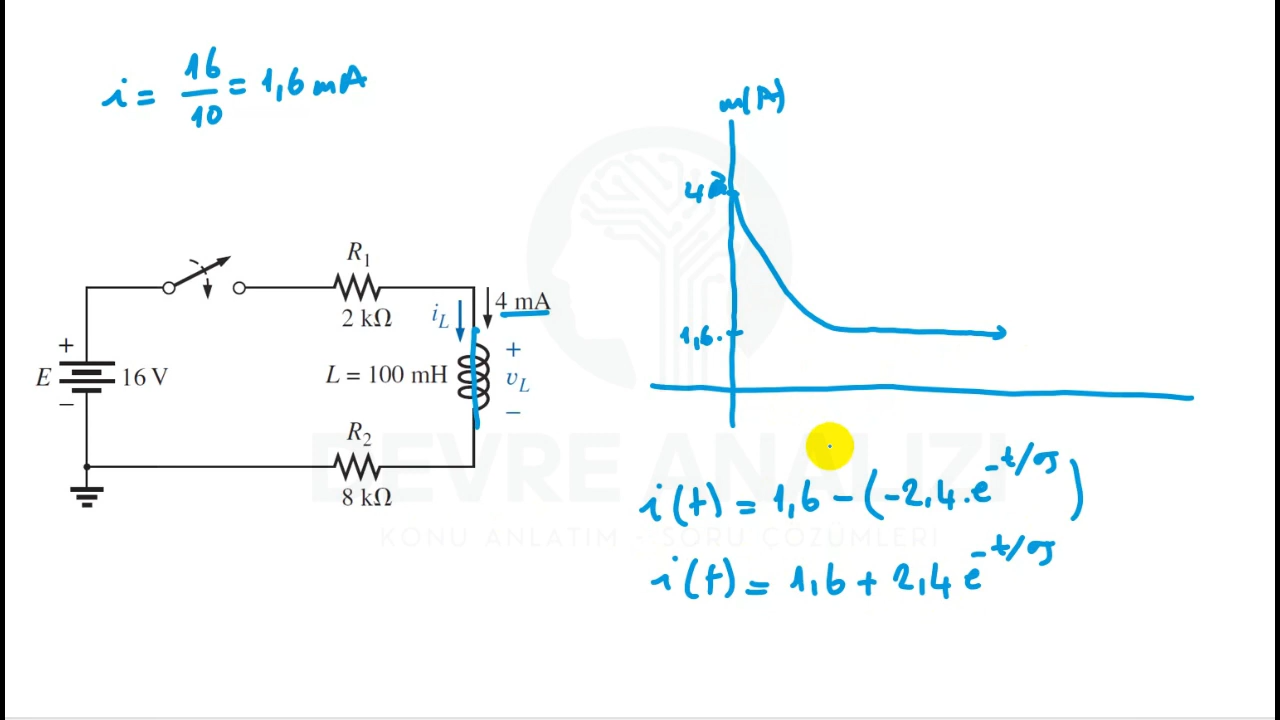 i = 16/10 = 1,6 mA
m(A)
4
1,6
R1
2 kΩ
4 mA
iL
+
E
16 V
−
L = 100 mH
+
vL
−
R2
8 kΩ
DEVRE ANALİZİ
KONU ANLATIM - SORU ÇÖZÜMLERİ
i(t) = 1,6 − (−2,4 . e^−t/σ)
i(t) = 1,6 + 2,4 e^−t/σ